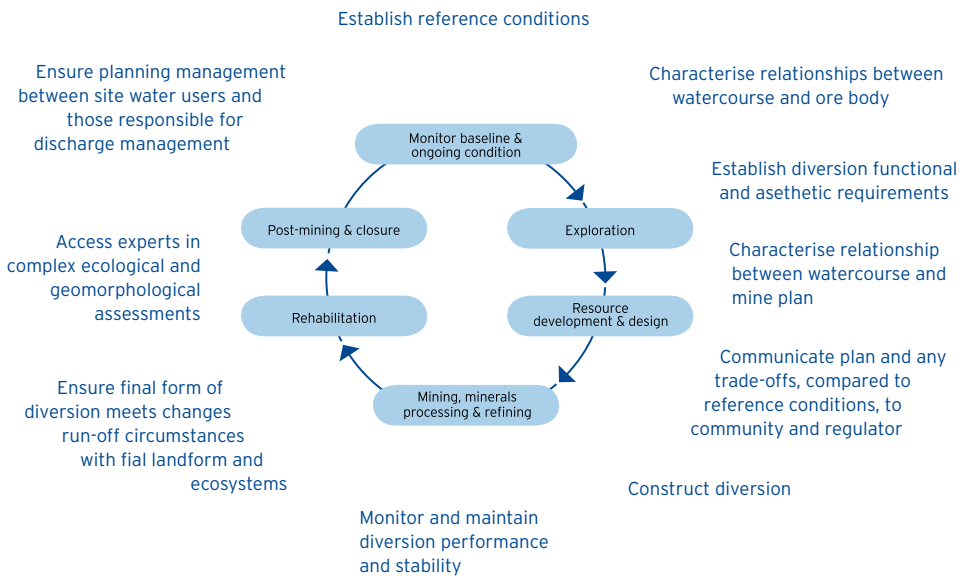 Establish reference conditions
Ensure planning management
between site water users and
those responsible for
discharge management
Characterise relationships between
watercourse and ore body
Monitor baseline &
ongoing condition
Establish diversion functional
and asethetic requirements
Post-mining & closure
Exploration
Access experts in
complex ecological and
geomorphological
assessments
Characterise relationship
between watercourse and
mine plan
Rehabilitation
Resource
development & design
Communicate plan and any
trade-offs, compared to
reference conditions, to
community and regulator
Ensure final form of
diversion meets changes
run-off circumstances
with fial landform and
ecosystems
Mining, minerals
processing & refining
Construct diversion
Monitor and maintain
diversion performance
and stability